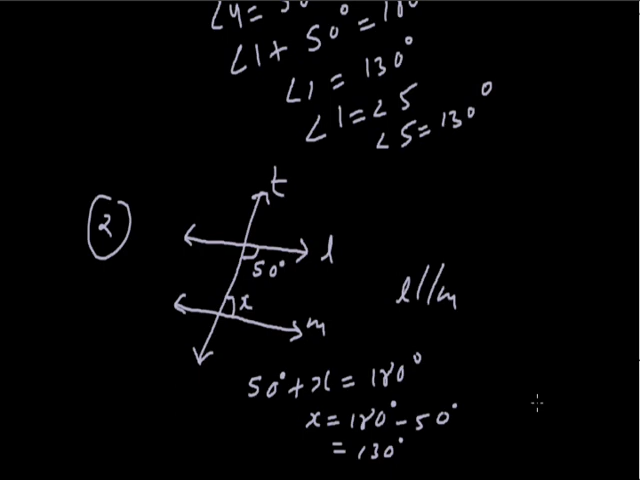 ∠1 + 50° = 180°
∠1 = 130°
∠1 = ∠5
∠5 = 130°
2
t
l
50°
x
m
l//m
50° + x = 180°
x = 180° - 50°
= 130°